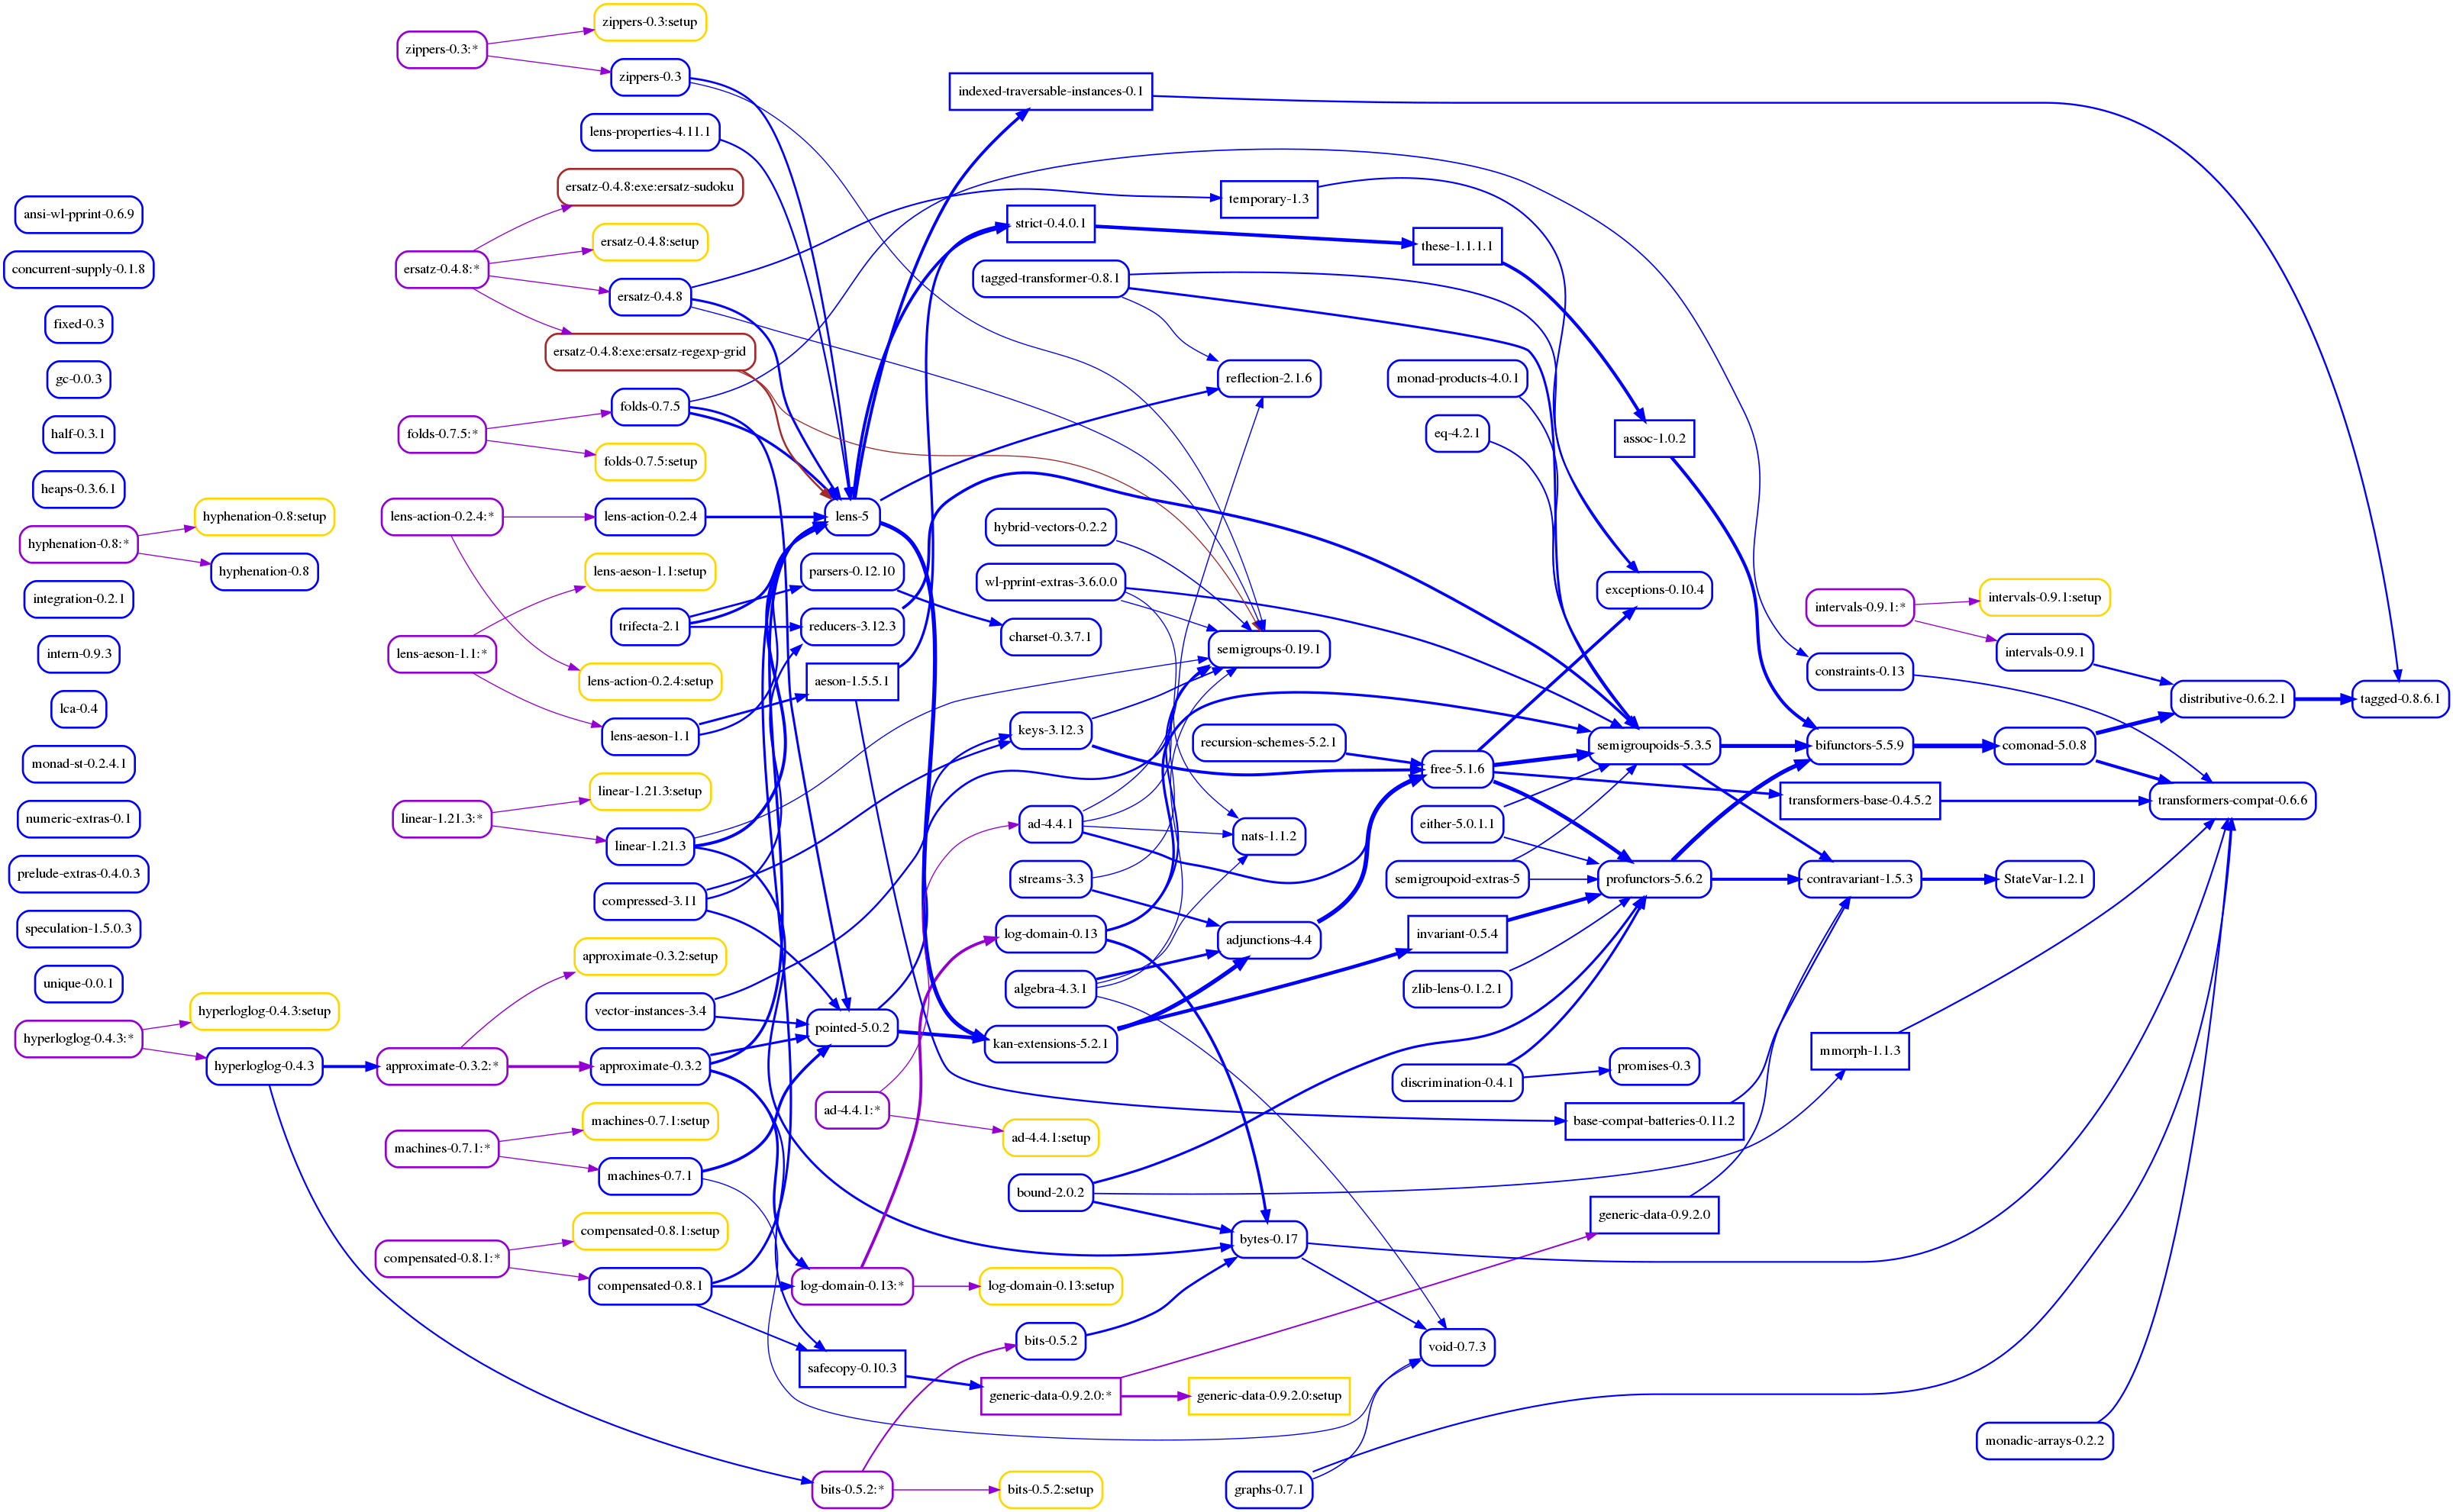 ansi-wl-pprint-0.6.9
concurrent-supply-0.1.8
fixed-0.3
gc-0.0.3
half-0.3.1
heaps-0.3.6.1
hyphenation-0.8:*
integration-0.2.1
intern-0.9.3
lca-0.4
monad-st-0.2.4.1
numeric-extras-0.1
prelude-extras-0.4.0.3
speculation-1.5.0.3
unique-0.0.1
hyperloglog-0.4.3:*
hyphenation-0.8:setup
hyphenation-0.8
hyperloglog-0.4.3:setup
hyperloglog-0.4.3
zippers-0.3:*
ersatz-0.4.8:*
folds-0.7.5:*
lens-action-0.2.4:*
lens-aeson-1.1:*
linear-1.21.3:*
approximate-0.3.2:*
machines-0.7.1:*
compensated-0.8.1:*
zippers-0.3:setup
zippers-0.3
lens-properties-4.11.1
ersatz-0.4.8:exe:ersatz-sudoku
ersatz-0.4.8:setup
ersatz-0.4.8
ersatz-0.4.8:exe:ersatz-regexp-grid
folds-0.7.5
folds-0.7.5:setup
lens-action-0.2.4
lens-aeson-1.1:setup
trifecta-2.1
lens-action-0.2.4:setup
lens-aeson-1.1
linear-1.21.3:setup
linear-1.21.3
compressed-3.11
approximate-0.3.2:setup
vector-instances-3.4
approximate-0.3.2
machines-0.7.1:setup
machines-0.7.1
compensated-0.8.1:setup
compensated-0.8.1
lens-5
parsers-0.12.10
reducers-3.12.3
aeson-1.5.5.1
pointed-5.0.2
ad-4.4.1:*
log-domain-0.13:*
safecopy-0.10.3
bits-0.5.2:*
indexed-traversable-instances-0.1
strict-0.4.0.1
tagged-transformer-0.8.1
hybrid-vectors-0.2.2
wl-pprint-extras-3.6.0.0
charset-0.3.7.1
keys-3.12.3
ad-4.4.1
streams-3.3
log-domain-0.13
algebra-4.3.1
kan-extensions-5.2.1
ad-4.4.1:setup
bound-2.0.2
log-domain-0.13:setup
bits-0.5.2
generic-data-0.9.2.0:*
bits-0.5.2:setup
temporary-1.3
reflection-2.1.6
semigroups-0.19.1
recursion-schemes-5.2.1
nats-1.1.2
adjunctions-4.4
bytes-0.17
generic-data-0.9.2.0:setup
graphs-0.7.1
these-1.1.1.1
monad-products-4.0.1
eq-4.2.1
free-5.1.6
either-5.0.1.1
semigroupoid-extras-5
invariant-0.5.4
zlib-lens-0.1.2.1
discrimination-0.4.1
void-0.7.3
assoc-1.0.2
exceptions-0.10.4
semigroupoids-5.3.5
profunctors-5.6.2
promises-0.3
base-compat-batteries-0.11.2
generic-data-0.9.2.0
intervals-0.9.1:*
constraints-0.13
bifunctors-5.5.9
transformers-base-0.4.5.2
contravariant-1.5.3
mmorph-1.1.3
intervals-0.9.1:setup
intervals-0.9.1
comonad-5.0.8
StateVar-1.2.1
monadic-arrays-0.2.2
distributive-0.6.2.1
transformers-compat-0.6.6
tagged-0.8.6.1